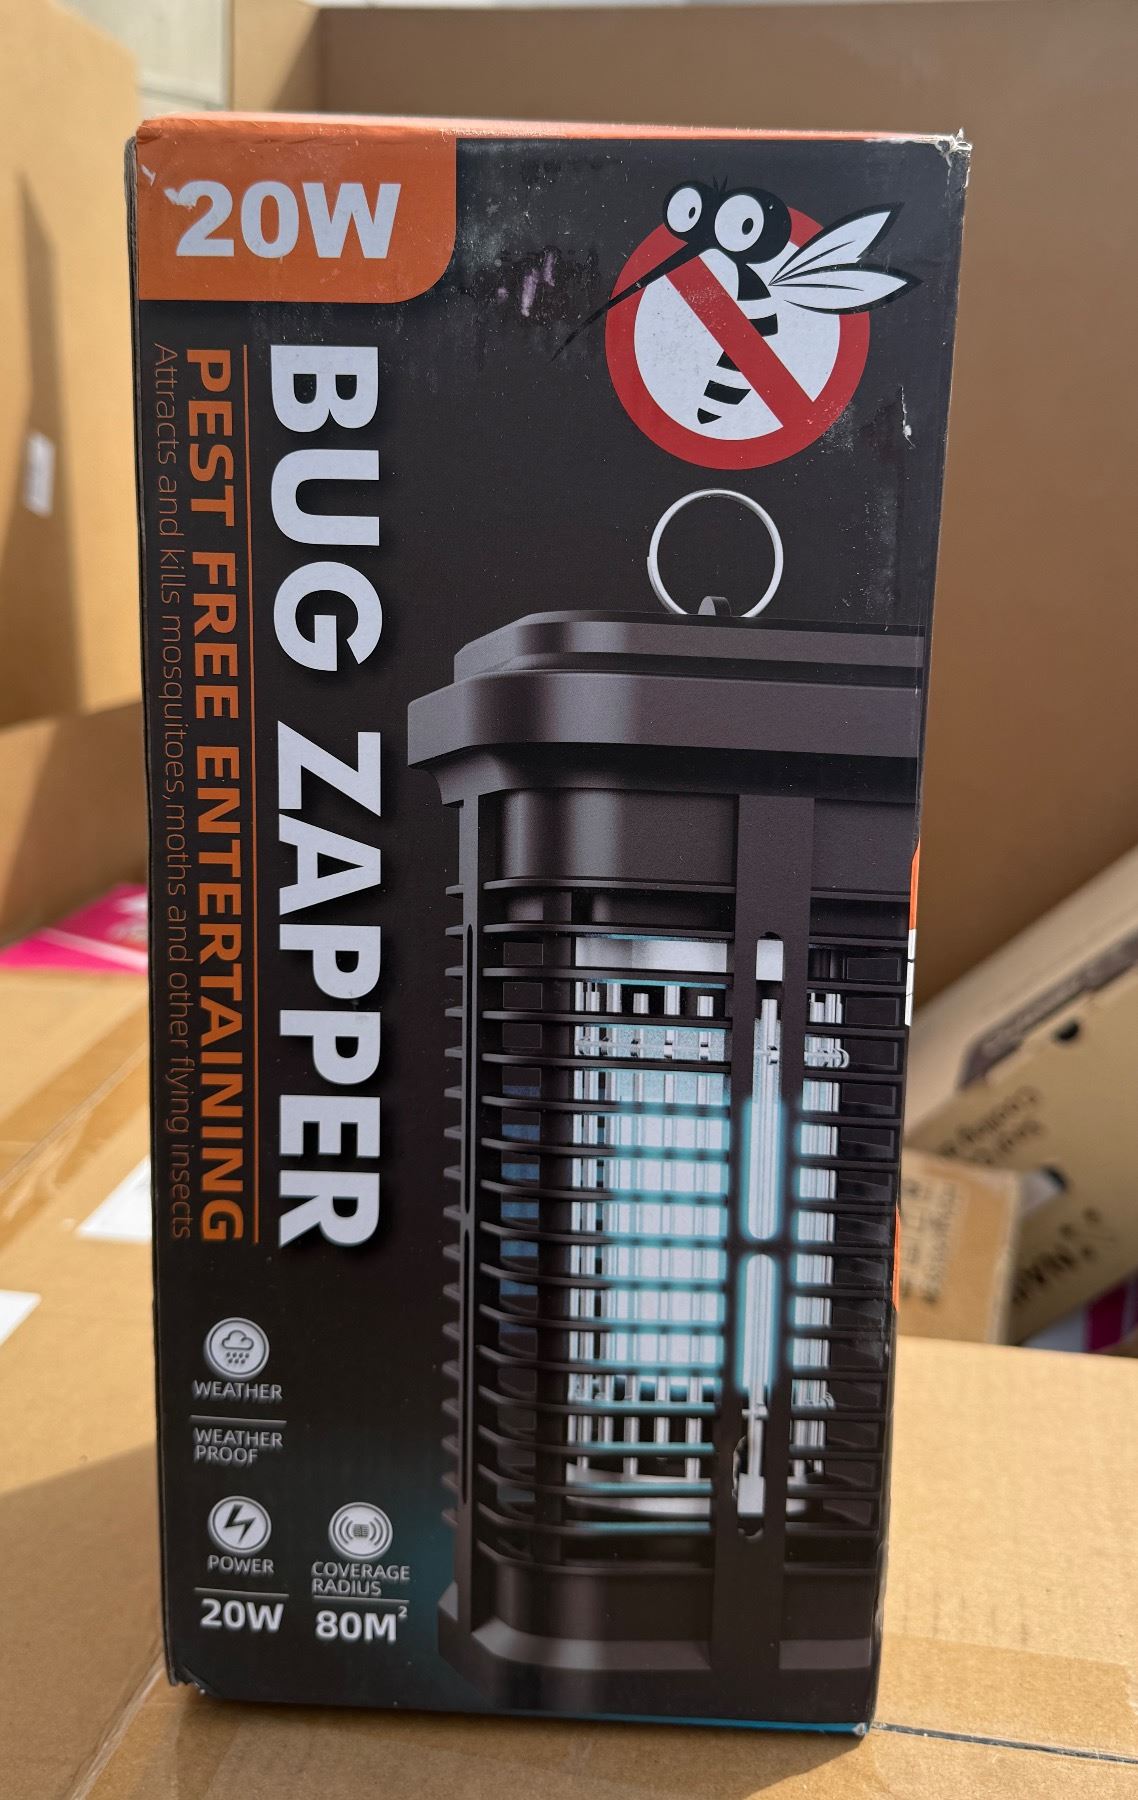 20W
BUG ZAPPER
PEST FREE ENTERTAINING
Attracts and kills mosquitoes,moths and other flying insects
WEATHER
WEATHER
PROOF
POWER
20W
COVERAGE
RADIUS
80M²